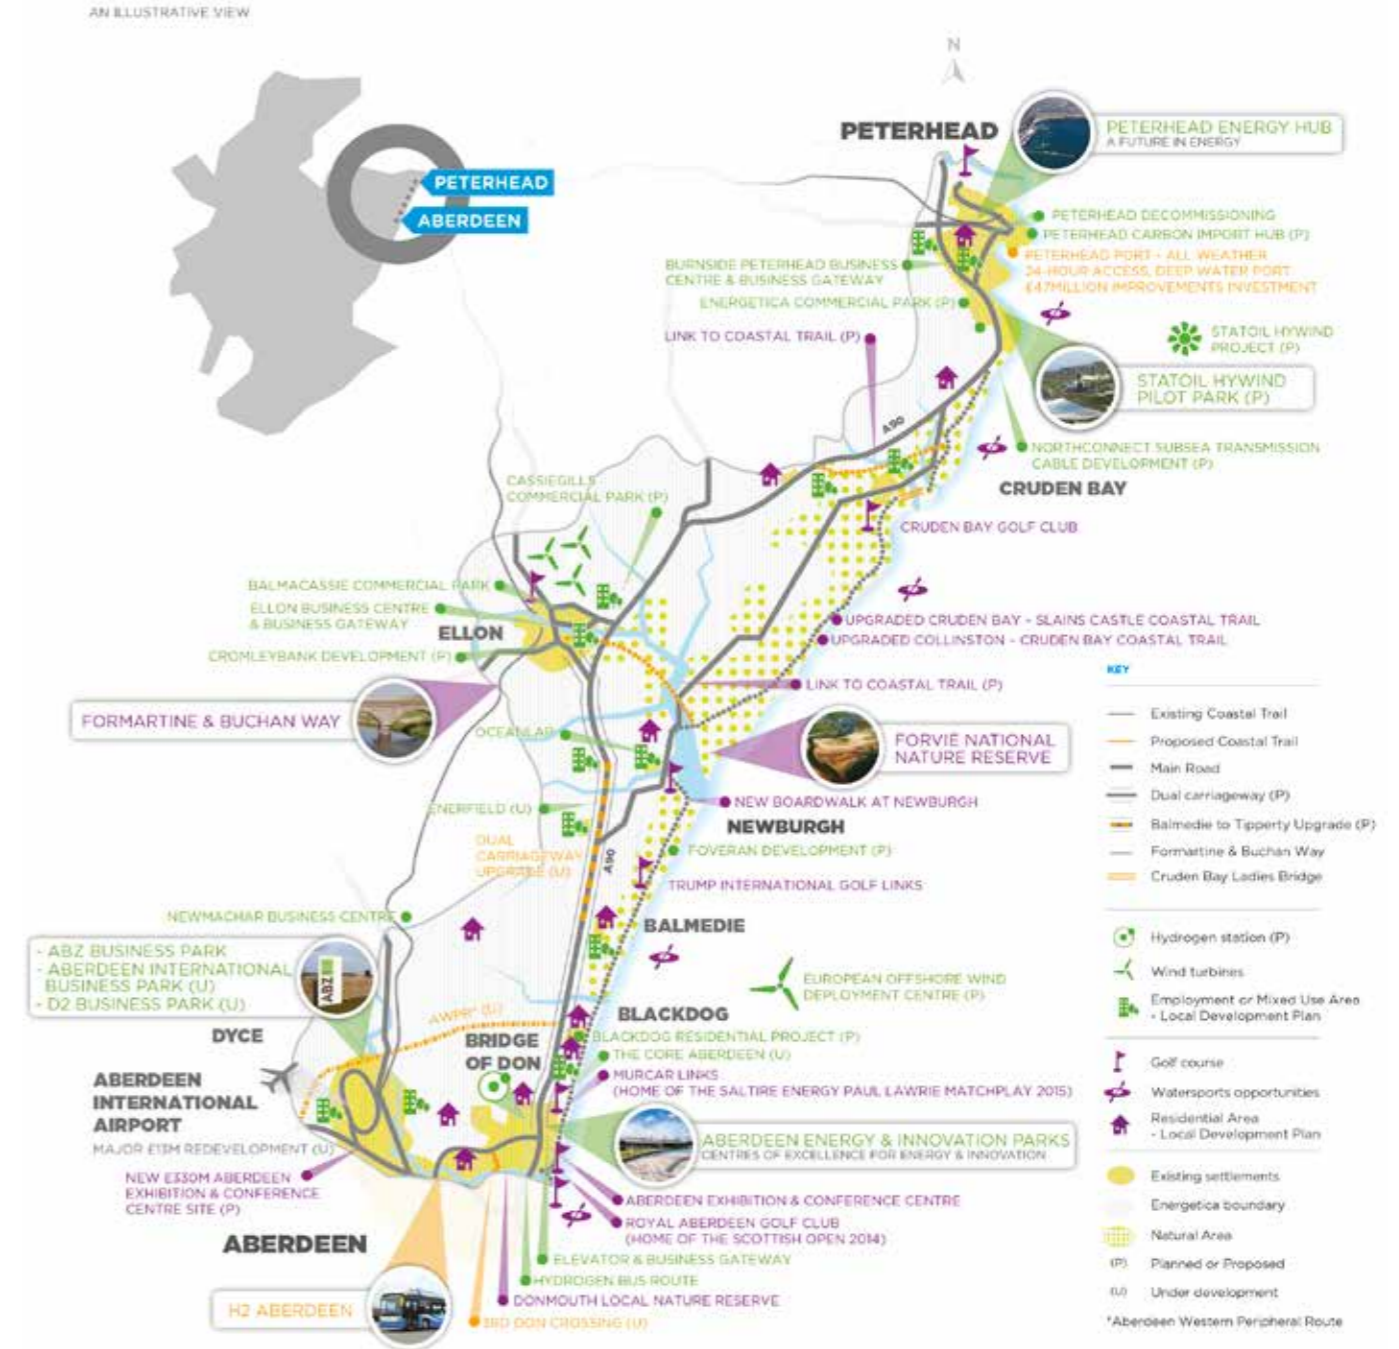 AN ILLUSTRATIVE VIEW
N
PETERHEAD
ABERDEEN
PETERHEAD
PETERHEAD ENERGY HUB
A FUTURE IN ENERGY
PETERHEAD DECOMMISSIONING
PETERHEAD CARBON IMPORT HUB (P)
PETERHEAD PORT - ALL WEATHER
24-HOUR ACCESS, DEEP WATER PORT
£47MILLION IMPROVEMENTS INVESTMENT
BURNSIDE PETERHEAD BUSINESS
CENTRE & BUSINESS GATEWAY
ENERGETICA COMMERCIAL PARK (P)
LINK TO COASTAL TRAIL (P)
STATOIL HYWIND
PROJECT (P)
STATOIL HYWIND
PILOT PARK (P)
A90
NORTHCONNECT SUBSEA TRANSMISSION
CABLE DEVELOPMENT (P)
CRUDEN BAY
CASSIEGILLS
COMMERCIAL PARK (P)
CRUDEN BAY GOLF CLUB
BALMACASSIE COMMERCIAL PARK
ELLON BUSINESS CENTRE
& BUSINESS GATEWAY
ELLON
CROMLEYBANK DEVELOPMENT (P)
UPGRADED CRUDEN BAY - SLAINS CASTLE COASTAL TRAIL
UPGRADED COLLINSTON - CRUDEN BAY COASTAL TRAIL
LINK TO COASTAL TRAIL (P)
FORMARTINE & BUCHAN WAY
OCEANLAB
FORVIE NATIONAL
NATURE RESERVE
ENERFIELD (U)
NEW BOARDWALK AT NEWBURGH
NEWBURGH
DUAL
CARRIAGEWAY
UPGRADE (U)
A90
FOVERAN DEVELOPMENT (P)
TRUMP INTERNATIONAL GOLF LINKS
NEWMACHAR BUSINESS CENTRE
BALMEDIE
- ABZ BUSINESS PARK
- ABERDEEN INTERNATIONAL
BUSINESS PARK (U)
- D2 BUSINESS PARK (U)
ABZ
EUROPEAN OFFSHORE WIND
DEPLOYMENT CENTRE (P)
AWPR* (U)
BLACKDOG
DYCE
BRIDGE
OF DON
BLACKDOG RESIDENTIAL PROJECT (P)
THE CORE ABERDEEN (U)
MURCAR LINKS
(HOME OF THE SALTIRE ENERGY PAUL LAWRIE MATCHPLAY 2015)
ABERDEEN
INTERNATIONAL
AIRPORT
MAJOR £13M REDEVELOPMENT (U)
ABERDEEN ENERGY & INNOVATION PARKS
CENTRES OF EXCELLENCE FOR ENERGY & INNOVATION
NEW £330M ABERDEEN
EXHIBITION & CONFERENCE
CENTRE SITE (P)
ABERDEEN EXHIBITION & CONFERENCE CENTRE
ROYAL ABERDEEN GOLF CLUB
(HOME OF THE SCOTTISH OPEN 2014)
ABERDEEN
ELEVATOR & BUSINESS GATEWAY
HYDROGEN BUS ROUTE
DONMOUTH LOCAL NATURE RESERVE
3RD DON CROSSING (U)
H2 ABERDEEN
KEY
Existing Coastal Trail
Proposed Coastal Trail
Main Road
Dual carriageway (P)
Balmedie to Tipperty Upgrade (P)
Formartine & Buchan Way
Cruden Bay Ladies Bridge
Hydrogen station (P)
Wind turbines
Employment or Mixed Use Area
- Local Development Plan
Golf course
Watersports opportunities
Residential Area
- Local Development Plan
Existing settlements
Energetica boundary
Natural Area
(P) Planned or Proposed
(U) Under development
*Aberdeen Western Peripheral Route